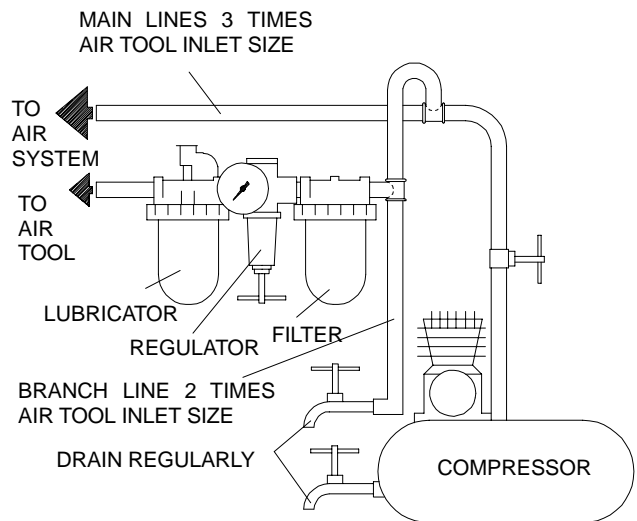 MAIN LINES 3 TIMES
AIR TOOL INLET SIZE
TO
AIR
SYSTEM
TO
AIR
TOOL
LUBRICATOR
REGULATOR
FILTER
BRANCH LINE 2 TIMES
AIR TOOL INLET SIZE
DRAIN REGULARLY
COMPRESSOR